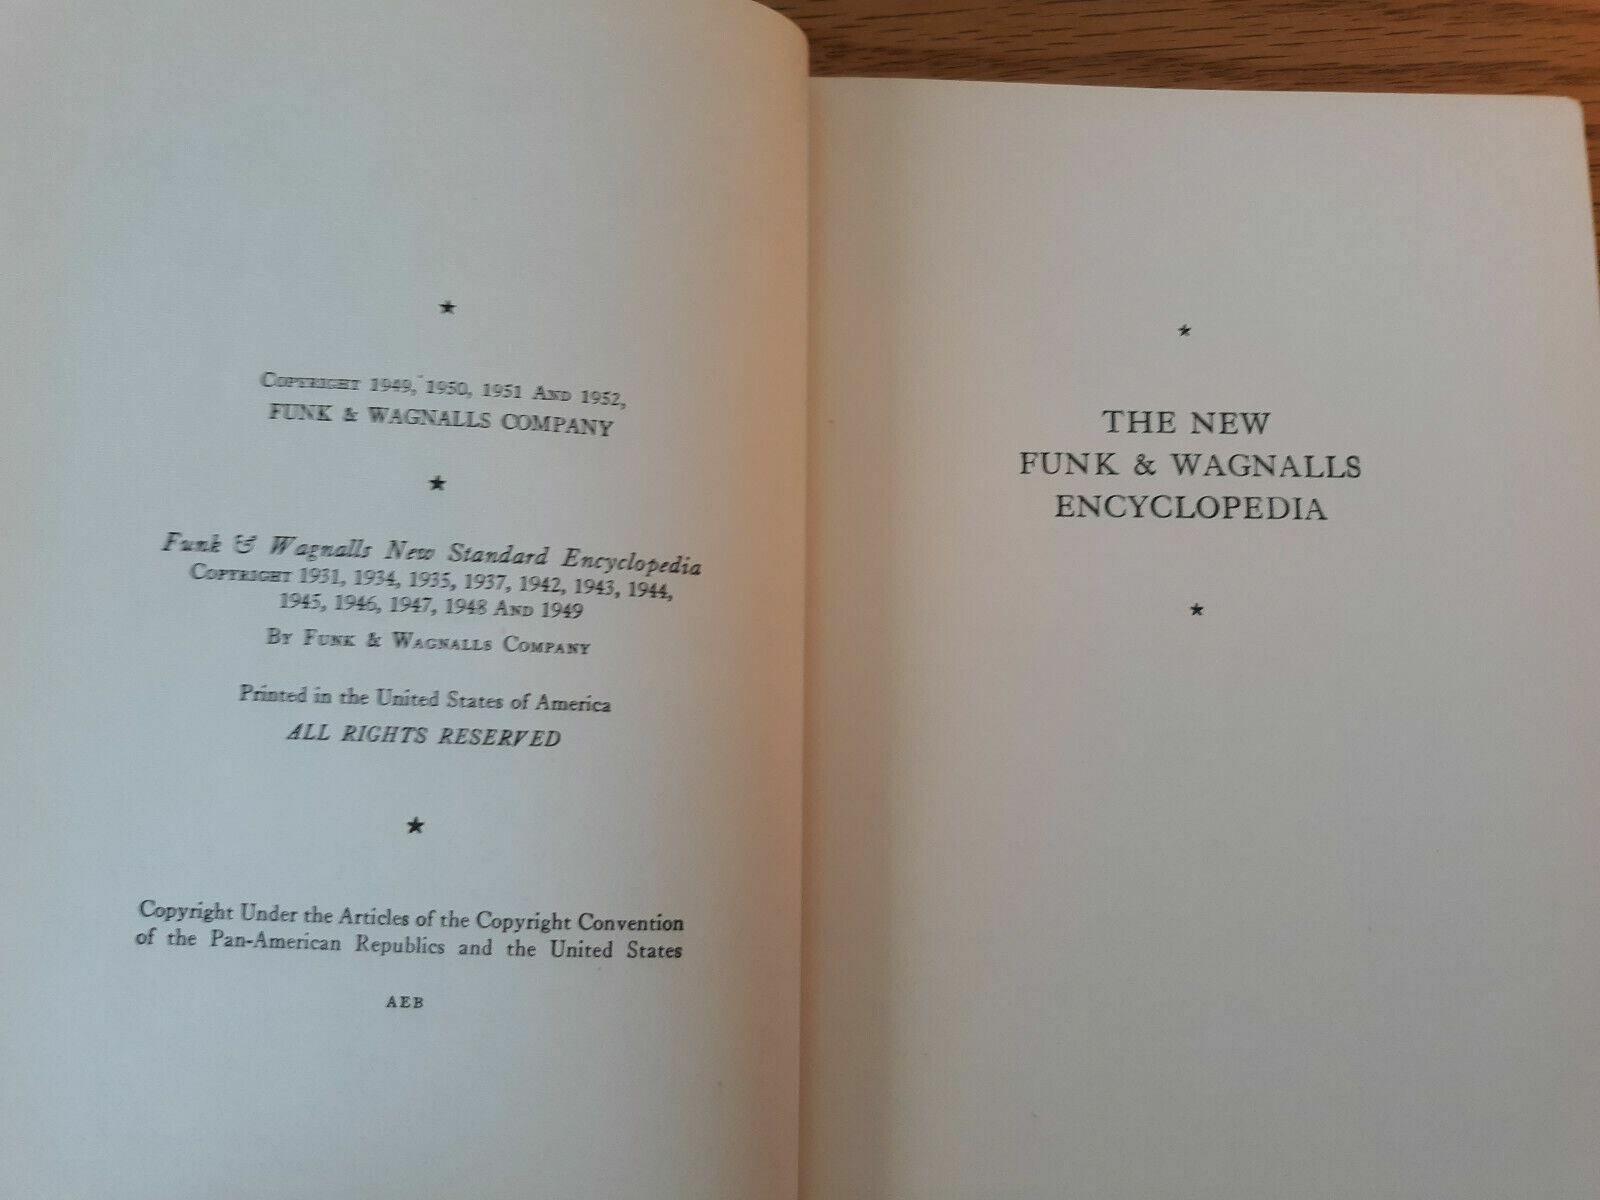 COPYRIGHT 1949, 1950, 1951 AND 1952,
FUNK & WAGNALLS COMPANY
Funk & Wagnalls New Standard Encyclopedia
COPYRIGHT 1931, 1934, 1935, 1937, 1942, 1943, 1944,
1945, 1946, 1947, 1948 AND 1949
BY FUNK & WAGNALLS COMPANY
Printed in the United States of America
ALL RIGHTS RESERVED
Copyright Under the Articles of the Copyright Convention
of the Pan-American Republics and the United States
AEB
THE NEW
FUNK & WAGNALLS
ENCYCLOPEDIA